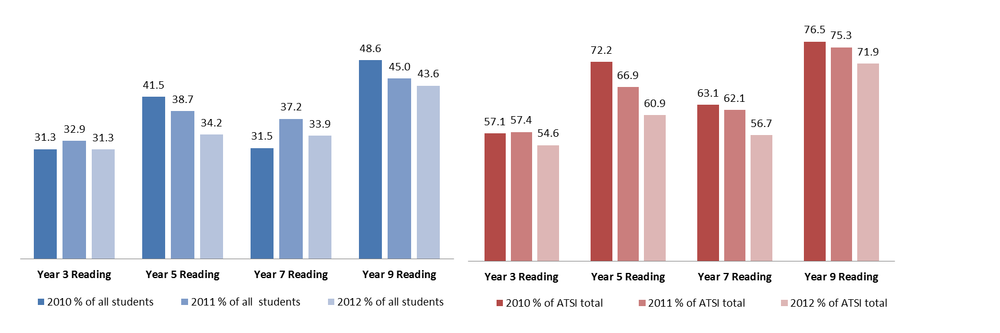 48.6
45.0
43.6
41.5
38.7
37.2
34.2
33.9
31.3
32.9
31.3
31.5
Year 3 Reading
Year 5 Reading
Year 7 Reading
Year 9 Reading
2010 % of all students
2011 % of all  students
2012 % of all students
76.5
75.3
71.9
72.2
66.9
60.9
63.1
62.1
56.7
57.1
57.4
54.6
Year 3 Reading
Year 5 Reading
Year 7 Reading
Year 9 Reading
2010 % of ATSI total
2011 % of ATSI total
2012 % of ATSI total